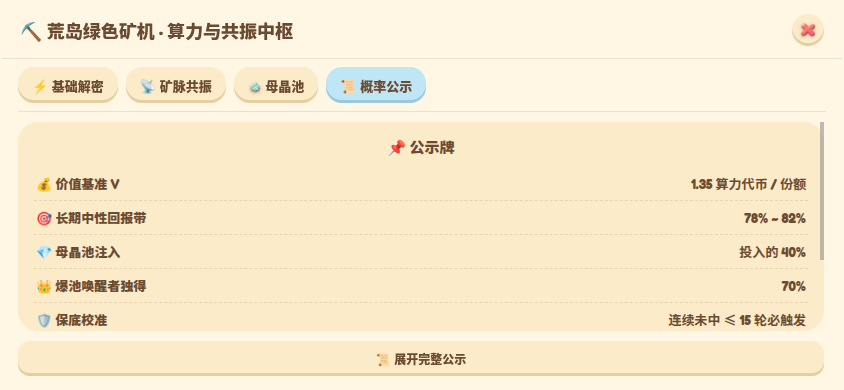 荒岛绿色矿机 · 算力与共振中枢
基础解密
矿脉共振
母晶池
概率公示
公示牌
价值基准 V 1.35 算力代币 / 份额
长期中性回报带 78% ~ 82%
母晶池注入 投入的 40%
爆池唤醒者独得 70%
保底校准 连续未中 ≤ 15 轮必触发
展开完整公示